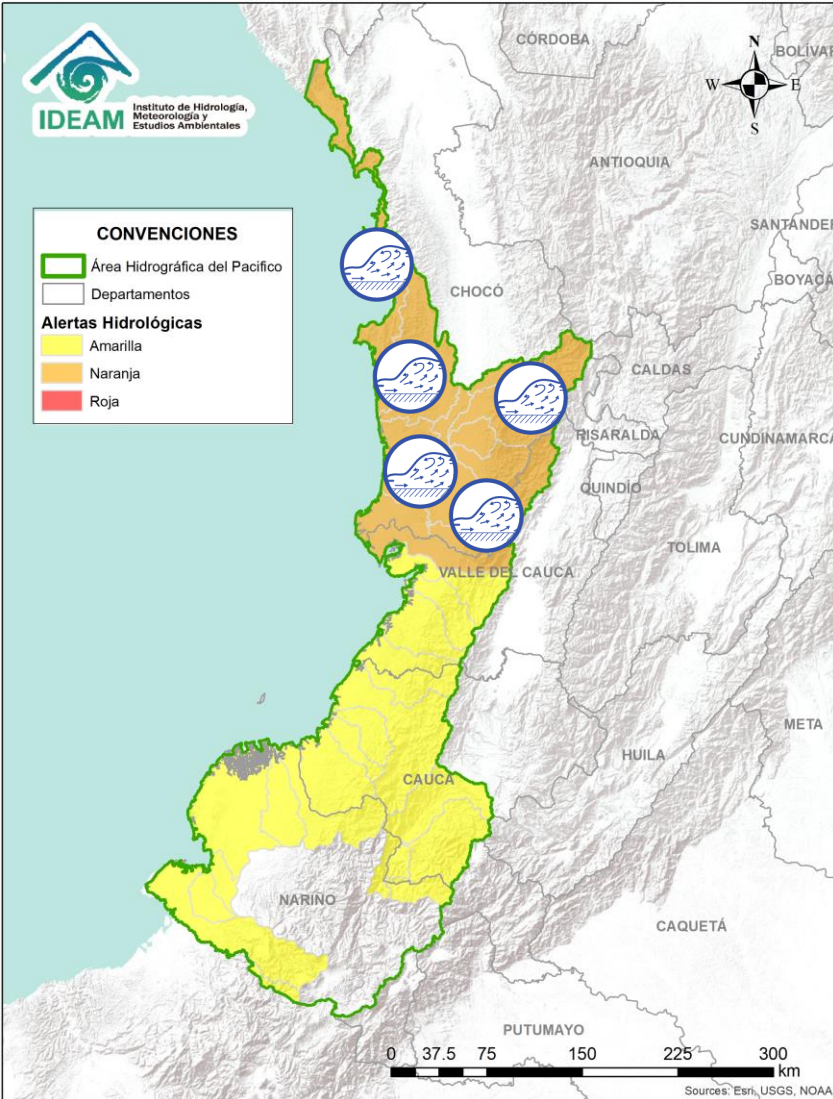 IDEAM
Instituto de Hidrología,
Meteorología y
Estudios Ambientales
N
W
E
S
CÓRDOBA
BOLÍVAR
ANTIOQUIA
SANTANDER
BOYACÁ
CHOCÓ
CALDAS
RISARALDA
CUNDINAMARCA
QUINDÍO
TOLIMA
VALLE DEL CAUCA
META
HUILA
CAUCA
NARIÑO
CAQUETÁ
PUTUMAYO
CONVENCIONES
Área Hidrográfica del Pacifico
Departamentos
Alertas Hidrológicas
Amarilla
Naranja
Roja
0 37.5 75 150 225 300
km
Sources: Esri, USGS, NOAA